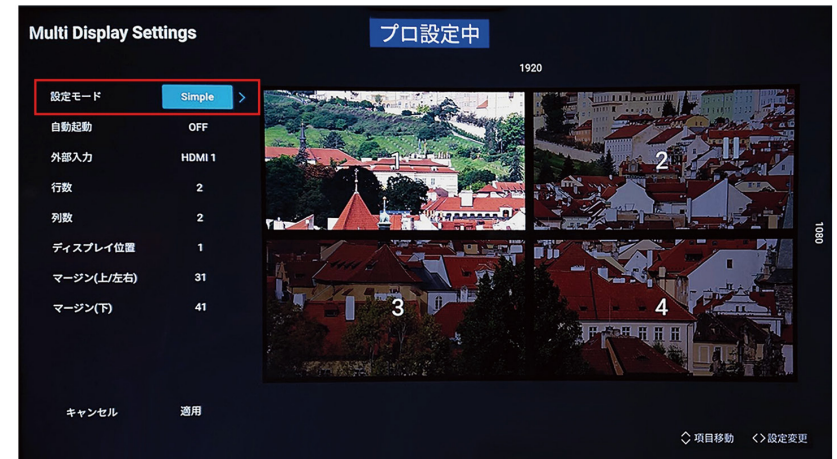 Multi Display Settings
プロ設定中
1920
設定モード Simple >
自動起動 OFF
外部入力 HDMI 1
行数 2
列数 2
ディスプレイ位置 1
マージン(上/左右) 31
マージン(下) 41
1
2
3
4
1080
キャンセル 適用
項目移動 <>設定変更